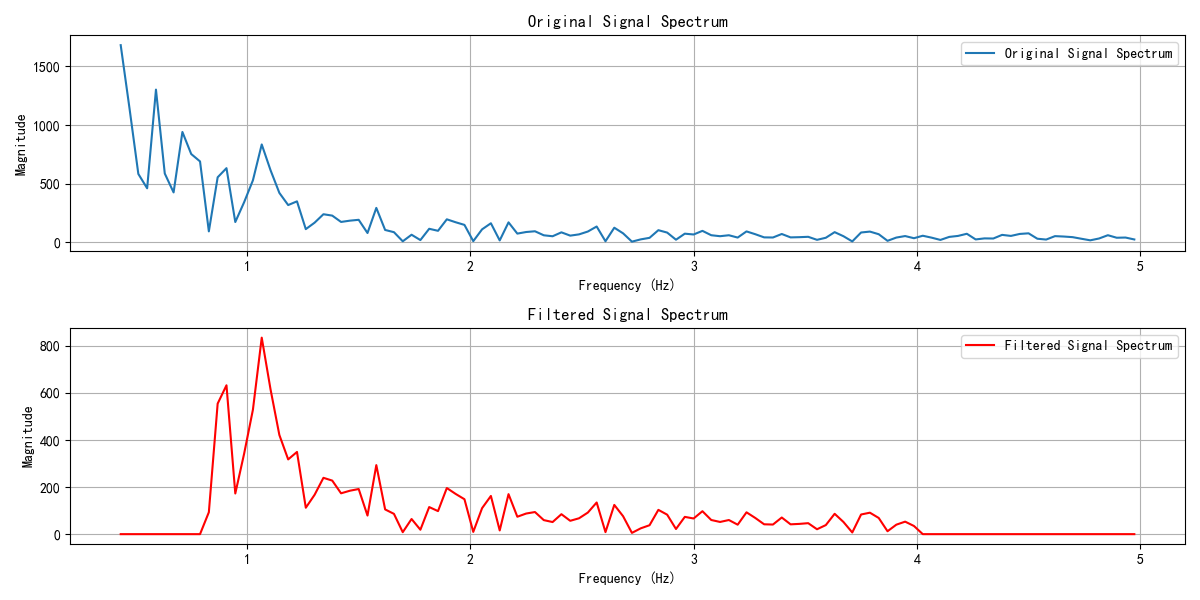 Original Signal Spectrum
Original Signal Spectrum
Magnitude
1500
1000
500
0
1 2 3 4 5
Frequency (Hz)
Filtered Signal Spectrum
Filtered Signal Spectrum
Magnitude
800
600
400
200
0
1 2 3 4 5
Frequency (Hz)